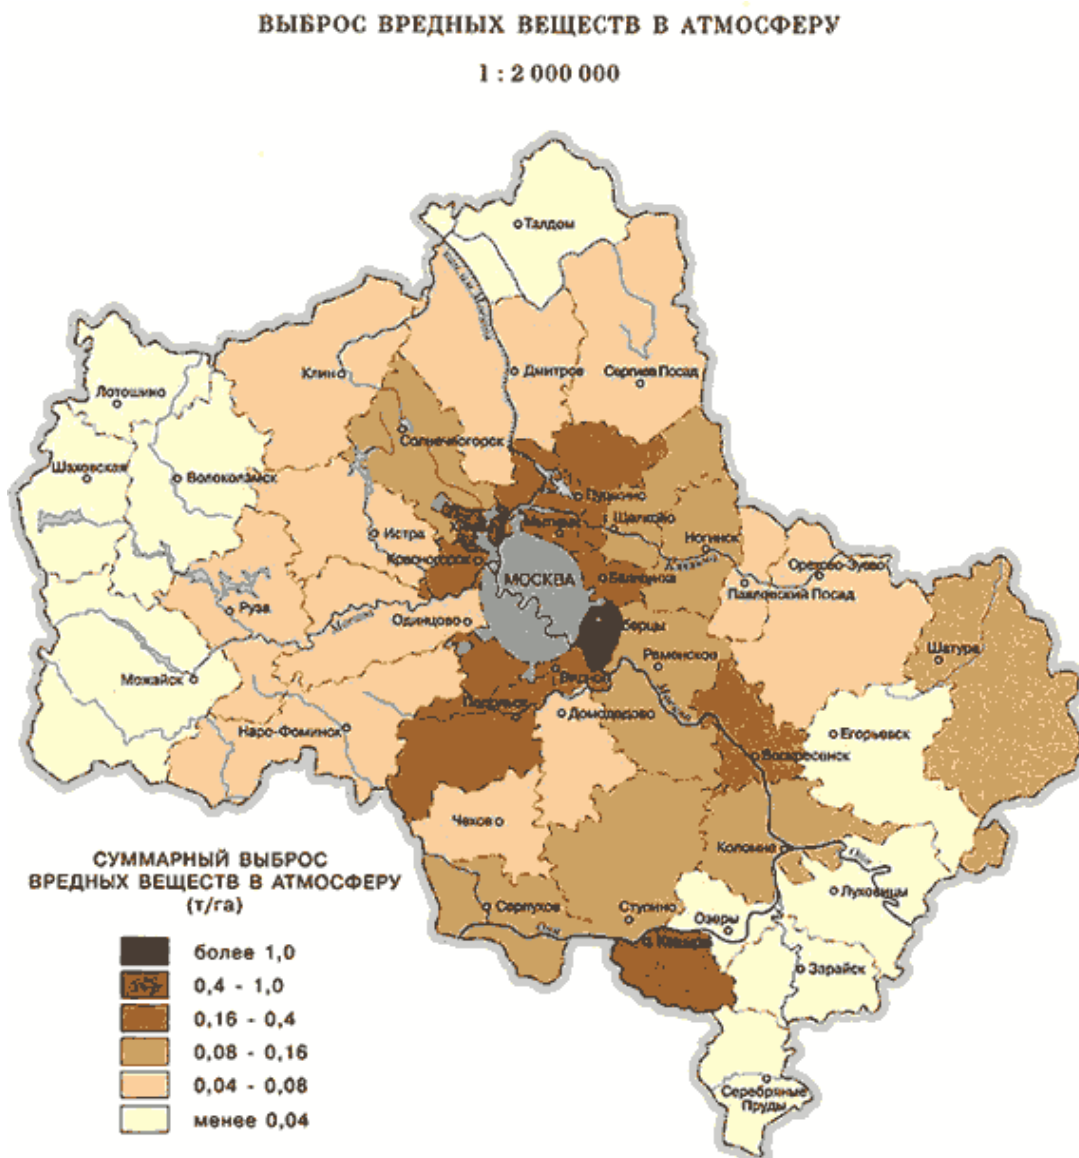 ВЫБРОС ВРЕДНЫХ ВЕЩЕСТВ В АТМОСФЕРУ
1 : 2 000 000
Талдом
Клин
Дмитров
Сергиев Посад
Лотошино
Солнечногорск
Шаховская
Волоколамск
Пушкино
Щелково
Истра
Мытищи
Ногинск
Клязьма
Красногорск
МОСКВА
Балашиха
Орехово-Зуево
Павловский Посад
Руза
Москва
Одинцово
берцы
Раменское
Шатура
Можайск
Видное
Москва
Подольск
Домодедово
Наро-Фоминск
Егорьевск
Воскресенск
Чехов
Коломна
Ока
Луховицы
Серпухов
Ступино
Озеры
Ока
Кашира
Зарайск
Серебряные
Пруды
СУММАРНЫЙ ВЫБРОС
ВРЕДНЫХ ВЕЩЕСТВ В АТМОСФЕРУ
(т/га)
более 1,0
0,4 - 1,0
0,16 - 0,4
0,08 - 0,16
0,04 - 0,08
менее 0,04